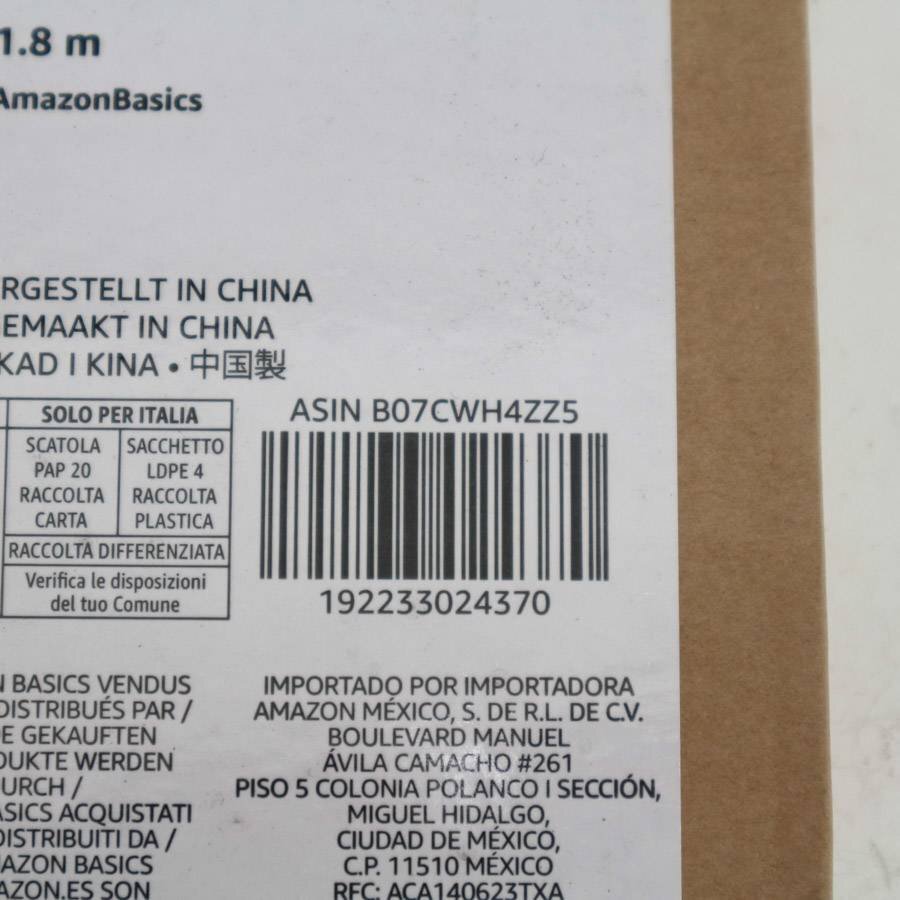 1.8 m
AmazonBasics
RGESTELLT IN CHINA
EMAAKT IN CHINA
KAD I KINA • 中国製
SOLO PER ITALIA
SCATOLA
PAP 20
RACCOLTA
CARTA
SACCHETTO
LDPE 4
RACCOLTA
PLASTICA
RACCOLTA DIFFERENZIATA
Verifica le disposizioni
del tuo Comune
ASIN B07CWH4ZZ5
192233024370
N BASICS VENDUS
DISTRIBUÉS PAR /
E GEKAUFTEN
DUKTE WERDEN
URCH /
ASICS ACQUISTATI
DISTRIBUITI DA /
AZON BASICS
AZON.ES SON
IMPORTADO POR IMPORTADORA
AMAZON MÉXICO, S. DE R.L. DE C.V.
BOULEVARD MANUEL
ÁVILA CAMACHO #261
PISO 5 COLONIA POLANCO I SECCIÓN,
MIGUEL HIDALGO,
CIUDAD DE MÉXICO,
C.P. 11510 MÉXICO
RFC: ACA140623TXA